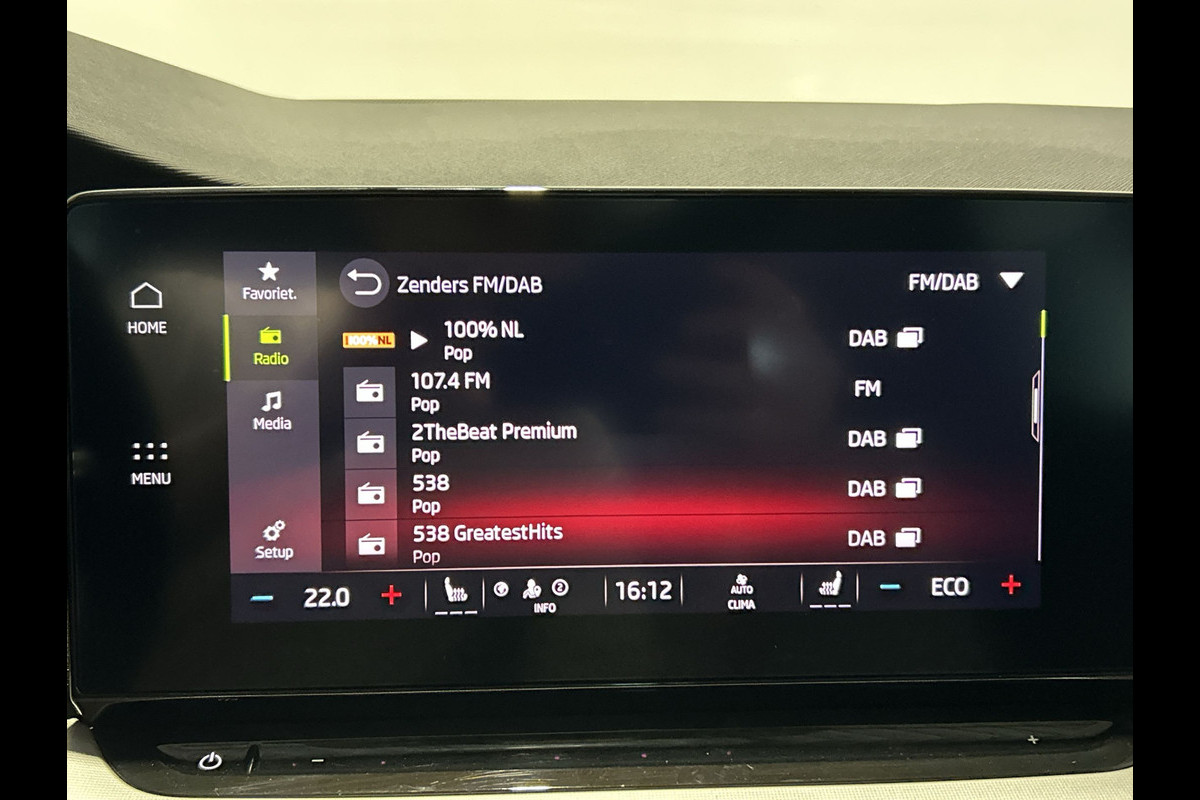 Favoriet.
Zenders FM/DAB
FM/DAB
HOME
Radio
100%NL
100% NL
Pop
DAB
107.4 FM
Pop
FM
Media
2TheBeat Premium
Pop
DAB
MENU
538
Pop
DAB
Setup
538 GreatestHits
Pop
DAB
22.0
2
INFO
16:12
AUTO
CLIMA
ECO